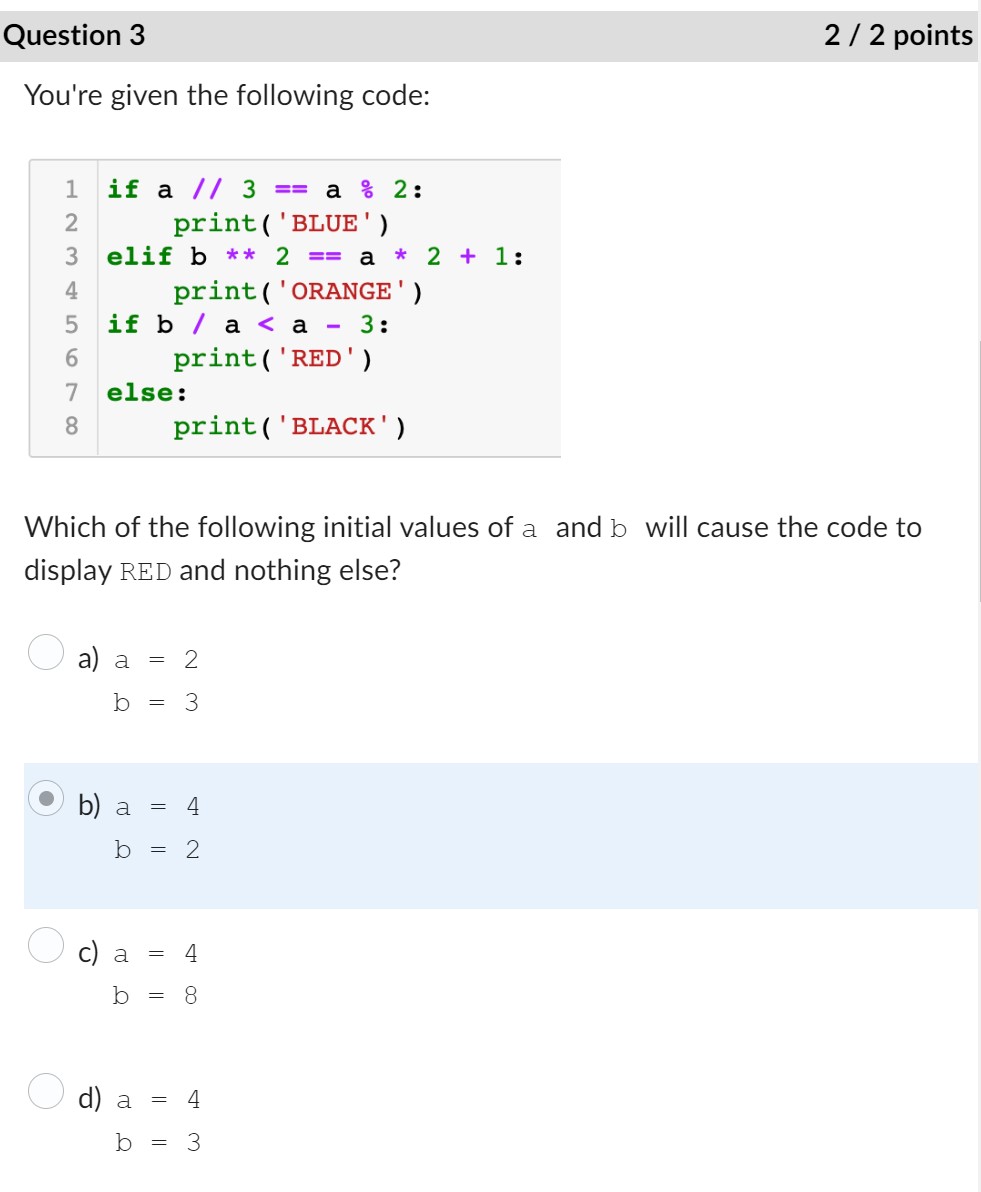 Question 3 2 / 2 points
You're given the following code:
1 if a // 3 == a % 2:
2     print('BLUE')
3 elif b ** 2 == a * 2 + 1:
4     print('ORANGE')
5 if b / a < a - 3:
6     print('RED')
7 else:
8     print('BLACK')
Which of the following initial values of a and b will cause the code to
display RED and nothing else?
a) a = 2
b = 3
b) a = 4
b = 2
c) a = 4
b = 8
d) a = 4
b = 3